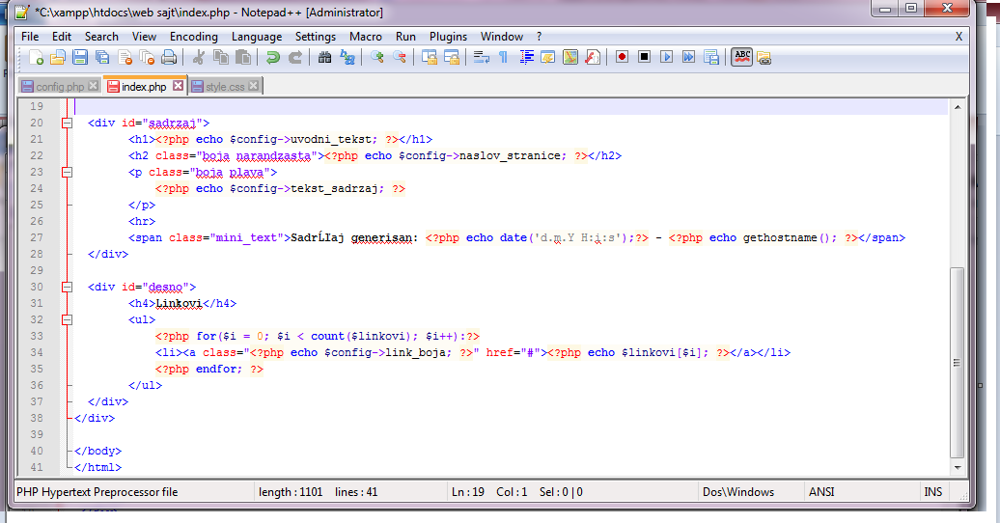 *C:\xampp\htdocs\web sajt\index.php - Notepad++ [Administrator]
File Edit Search View Encoding Language Settings Macro Run Plugins Window ? X
config.php index.php style.css
19
20 <div id="sadrzaj">
21 <h1><?php echo $config->uvodni_tekst; ?></h1>
22 <h2 class="boja narandzasta"><?php echo $config->naslov_stranice; ?></h2>
23 <p class="boja plava">
24 <?php echo $config->tekst_sadrzaj; ?>
25 </p>
26 <hr>
27 <span class="mini_text">SadrĹľaj generisan: <?php echo date('d.m.Y H:i:s');?> - <?php echo gethostname(); ?></span>
28 </div>
29
30 <div id="desno">
31 <h4>Linkovi</h4>
32 <ul>
33 <?php for($i = 0; $i < count($linkovi); $i++):?>
34 <li><a class="<?php echo $config->link_boja; ?>" href="#"><?php echo $linkovi[$i]; ?></a></li>
35 <?php endfor; ?>
36 </ul>
37 </div>
38 </div>
39
40 </body>
41 </html>
PHP Hypertext Preprocessor file length : 1101 lines : 41 Ln : 19 Col : 1 Sel : 0 | 0 Dos\Windows ANSI INS